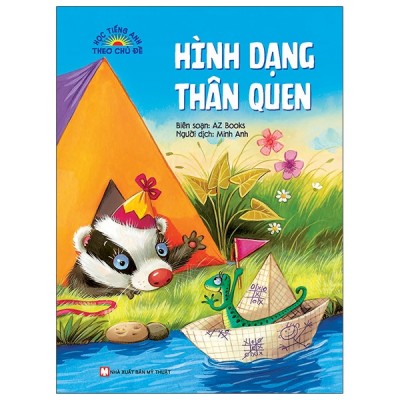 HỌC TIẾNG ANH
THEO CHỦ ĐỀ
HÌNH DẠNG
THÂN QUEN
Biên soạn: AZ Books
Người dịch: Minh Anh
NHÀ XUẤT BẢN MỸ THUẬT